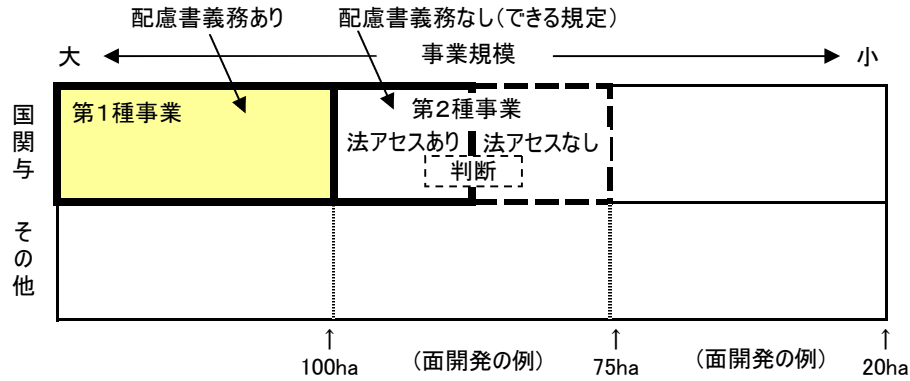 配慮書義務あり
配慮書義務なし(できる規定)
大
事業規模
小
国関与
第1種事業
第2種事業
法アセスあり
法アセスなし
判断
その他
↑
↑
↑
100ha
(面開発の例)
75ha
(面開発の例)
20ha